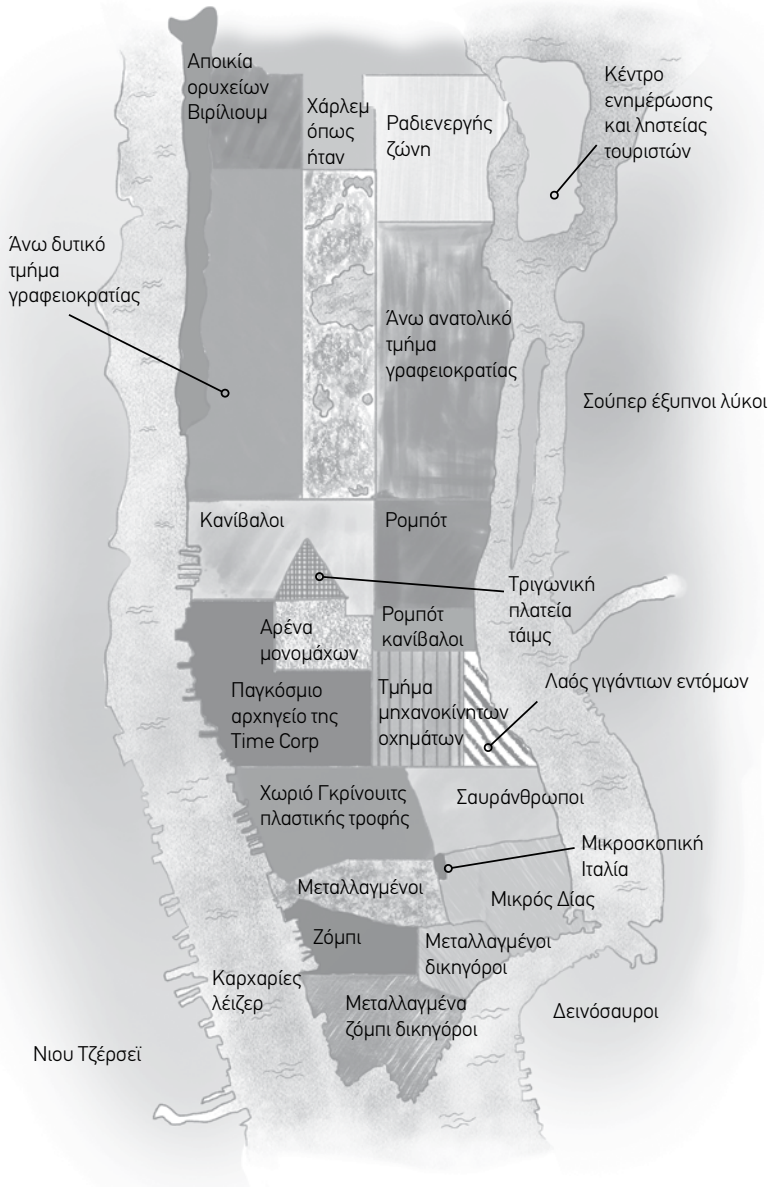 Αποικία
ορυχείων
Βιρίλιουμ
Χάρλεμ
όπως
ήταν
Ραδιενεργής
ζώνη
Κέντρο
ενημέρωσης
και ληστείας
τουριστών
Άνω δυτικό
τμήμα
γραφειοκρατίας
Άνω ανατολικό
τμήμα
γραφειοκρατίας
Σούπερ έξυπνοι λύκοι
Κανίβαλοι
Ρομπότ
Τριγωνική
πλατεία
τάιμς
Αρένα
μονομάχων
Ρομπότ
κανίβαλοι
Παγκόσμιο
αρχηγείο της
Time Corp
Τμήμα
μηχανοκίνητων
οχημάτων
Λαός γιγάντιων εντόμων
Χωριό Γκρίνουιτς
πλαστικής τροφής
Σαυράνθρωποι
Μικροσκοπική
Ιταλία
Μεταλλαγμένοι
Μικρός Δίας
Ζόμπι
Μεταλλαγμένοι
δικηγόροι
Καρχαρίες
λέιζερ
Μεταλλαγμένα
ζόμπι δικηγόροι
Δεινόσαυροι
Νιου Τζέρσεϊ